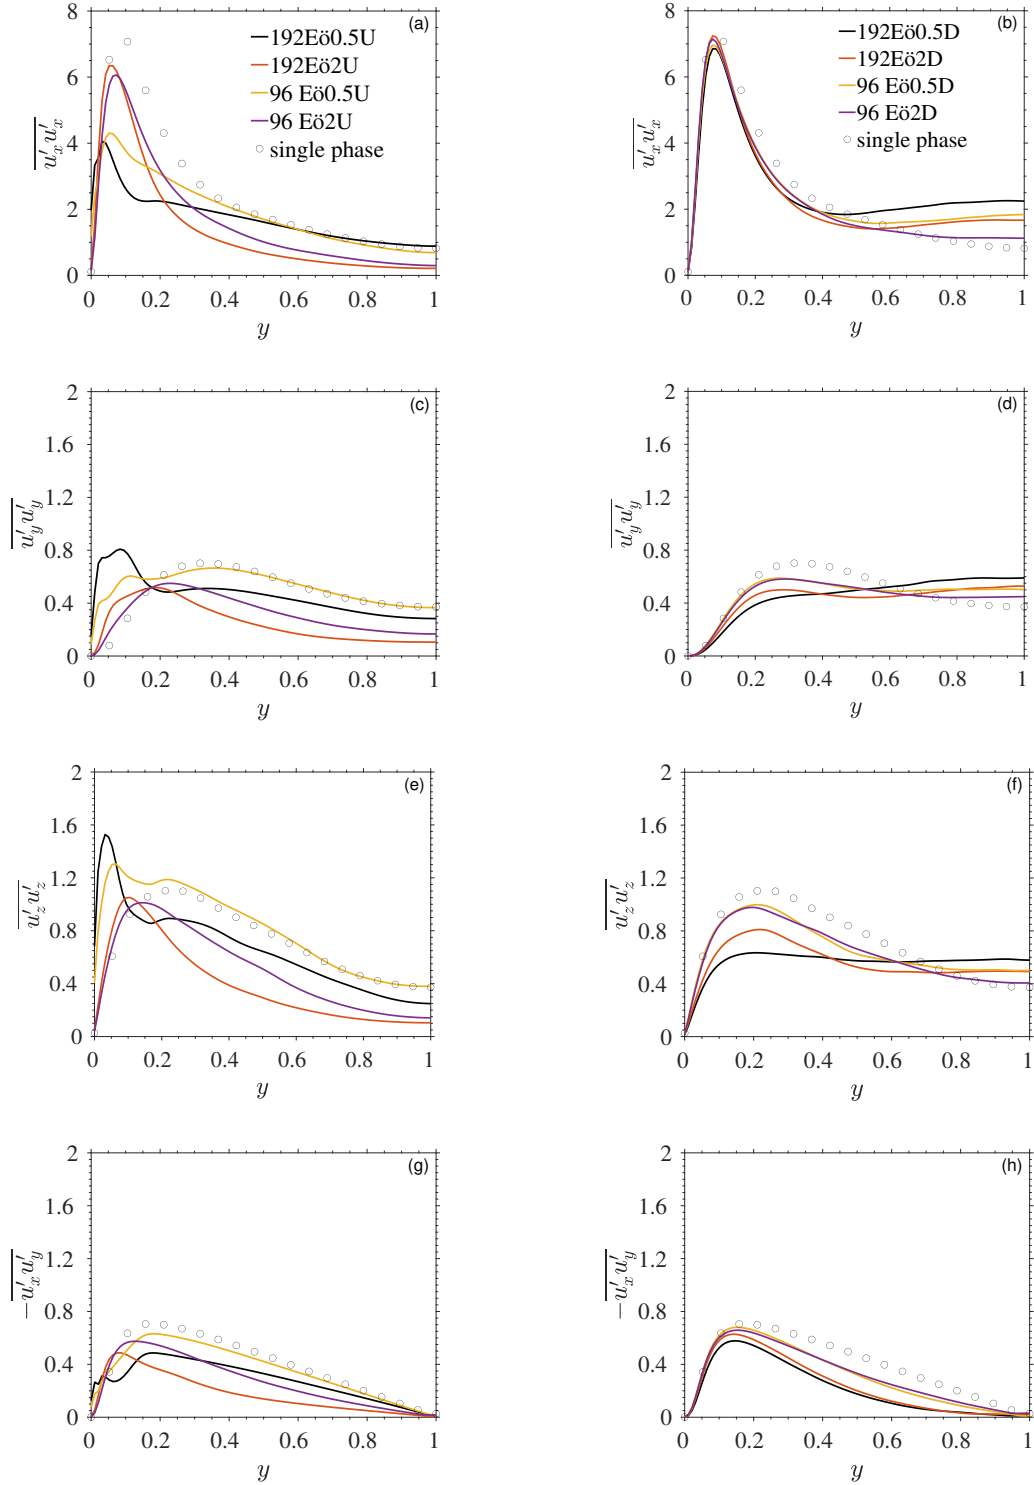 (a)
192Eö0.5U
192Eö2U
96 Eö0.5U
96 Eö2U
single phase
8
6
4
2
0
0 0.2 0.4 0.6 0.8 1
u′x u′x
y
(b)
192Eö0.5D
192Eö2D
96 Eö0.5D
96 Eö2D
single phase
8
6
4
2
0
0 0.2 0.4 0.6 0.8 1
u′x u′x
y
(c)
2
1.6
1.2
0.8
0.4
0
0 0.2 0.4 0.6 0.8 1
u′y u′y
y
(d)
2
1.6
1.2
0.8
0.4
0
0 0.2 0.4 0.6 0.8 1
u′y u′y
y
(e)
2
1.6
1.2
0.8
0.4
0
0 0.2 0.4 0.6 0.8 1
u′z u′z
y
(f)
2
1.6
1.2
0.8
0.4
0
0 0.2 0.4 0.6 0.8 1
u′z u′z
y
(g)
2
1.6
1.2
0.8
0.4
0
0 0.2 0.4 0.6 0.8 1
−u′x u′y
y
(h)
2
1.6
1.2
0.8
0.4
0
0 0.2 0.4 0.6 0.8 1
−u′x u′y
y